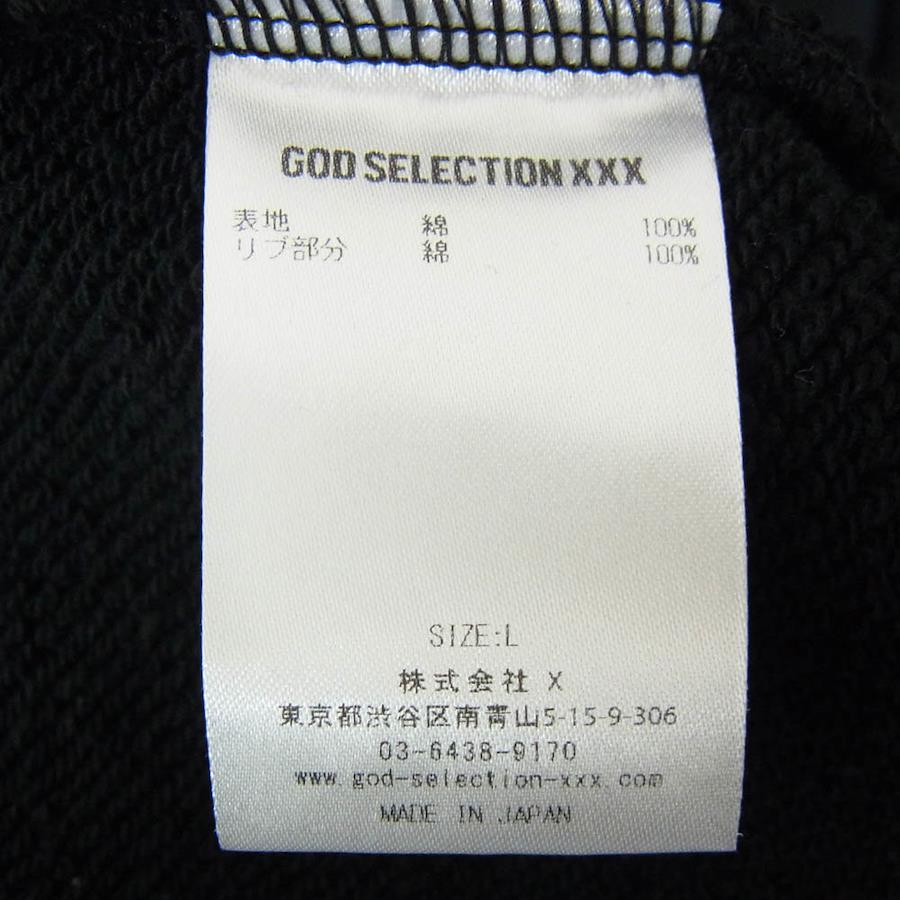 GOD SELECTION XXX
表地 綿 100%
リブ部分 綿 100%
SIZE:L
株式会社 X
東京都渋谷区南青山5-15-9-306
03-6438-9170
www.god-selection-xxx.com
MADE IN JAPAN